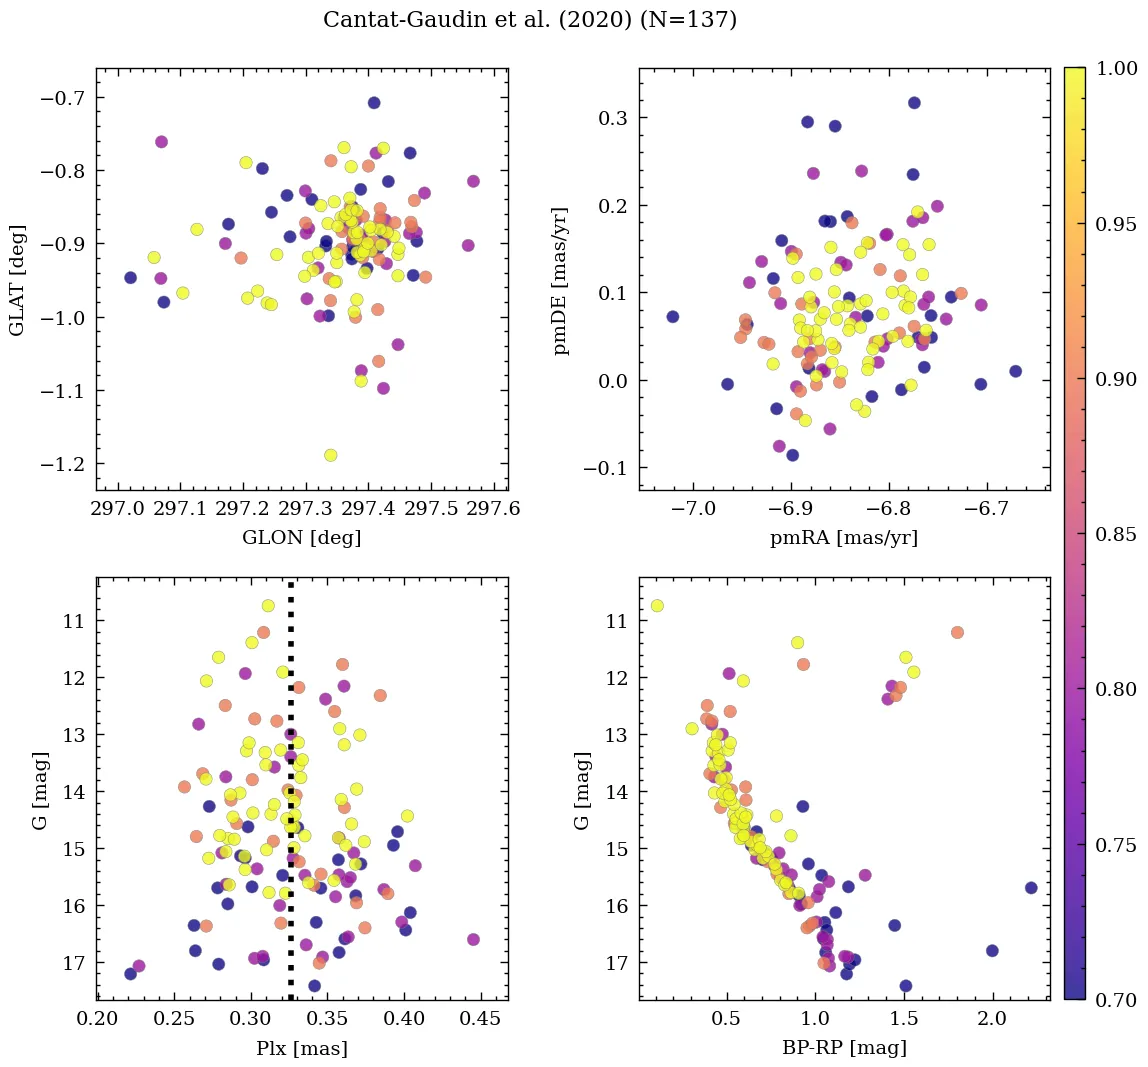 Cantat-Gaudin et al. (2020) (N=137)
−0.7
−0.8
−0.9
−1.0
−1.1
−1.2
GLAT [deg]
297.0 297.1 297.2 297.3 297.4 297.5 297.6
GLON [deg]
0.3
0.2
0.1
0.0
−0.1
pmDE [mas/yr]
−7.0 −6.9 −6.8 −6.7
pmRA [mas/yr]
1.00
0.95
0.90
0.85
0.80
0.75
0.70
11
12
13
14
15
16
17
G [mag]
0.20 0.25 0.30 0.35 0.40 0.45
Plx [mas]
11
12
13
14
15
16
17
G [mag]
0.5 1.0 1.5 2.0
BP-RP [mag]